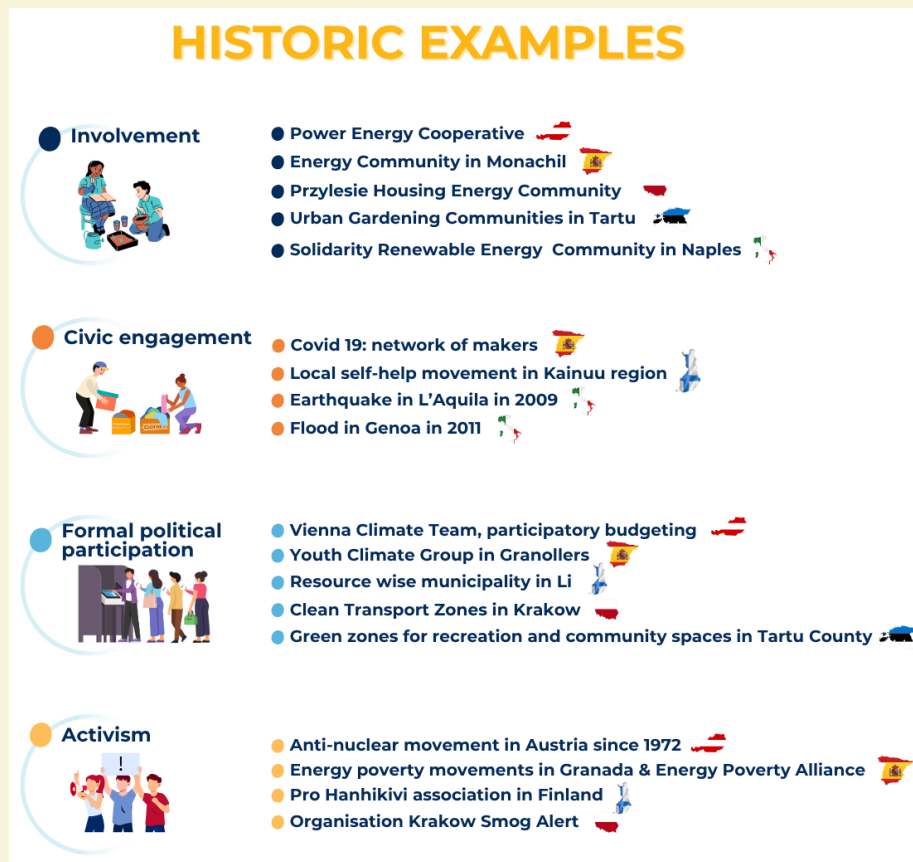 HISTORIC EXAMPLES
Involvement
Power Energy Cooperative
Energy Community in Monachil
Przylesie Housing Energy Community
Urban Gardening Communities in Tartu
Solidarity Renewable Energy Community in Naples
Civic engagement
Covid 19: network of makers
Local self-help movement in Kainuu region
Earthquake in L’Aquila in 2009
Flood in Genoa in 2011
Formal political
participation
Vienna Climate Team, participatory budgeting
Youth Climate Group in Granollers
Resource wise municipality in Li
Clean Transport Zones in Krakow
Green zones for recreation and community spaces in Tartu County
Activism
!
Anti-nuclear movement in Austria since 1972
Energy poverty movements in Granada & Energy Poverty Alliance
Pro Hanhikivi association in Finland
Organisation Krakow Smog Alert